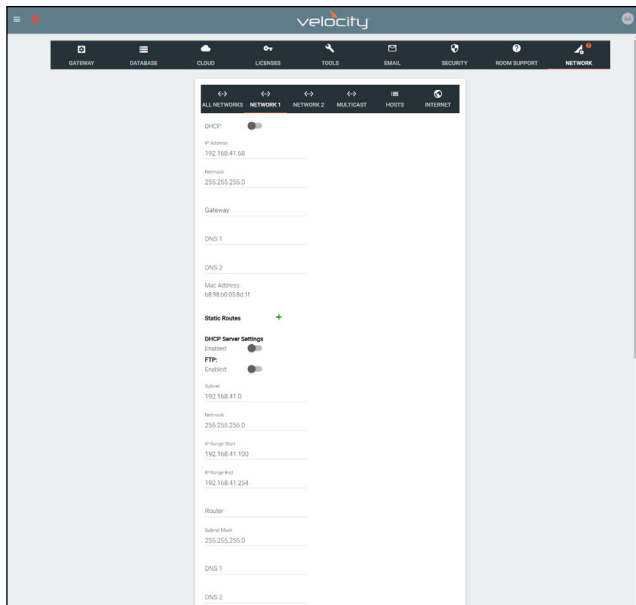 velocity
AA
GATEWAY DATABASE CLOUD LICENSES TOOLS EMAIL SECURITY ROOM SUPPORT NETWORK
ALL NETWORKS NETWORK 1 NETWORK 2 MULTICAST HOSTS INTERNET
DHCP:
IP Address
192.168.41.68
Netmask
255.255.255.0
Gateway
DNS 1
DNS 2
Mac Address:
b8:98:b0:05:8d:1f
Static Routes +
DHCP Server Settings
Enabled:
FTP:
Enabled:
Subnet
192.168.41.0
Netmask
255.255.255.0
IP Range Start
192.168.41.100
IP Range End
192.168.41.254
Router
Subnet Mask
255.255.255.0
DNS 1
DNS 2